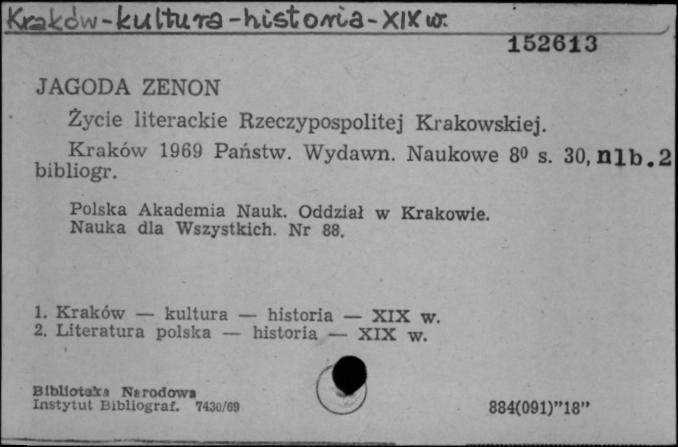 Kraków-kultura-historia-XIX w.
152613
JAGODA ZENON
Życie literackie Rzeczypospolitej Krakowskiej.
Kraków 1969 Państw. Wydawn. Naukowe 8⁰ s. 30, nlb.2
bibliogr.
Polska Akademia Nauk. Oddział w Krakowie.
Nauka dla Wszystkich. Nr 88.
1. Kraków — kultura — historia — XIX w.
2. Literatura polska — historia — XIX w.
Biblioteka Narodowa
Instytut Bibliograf. 7430/69
884(091)"18"